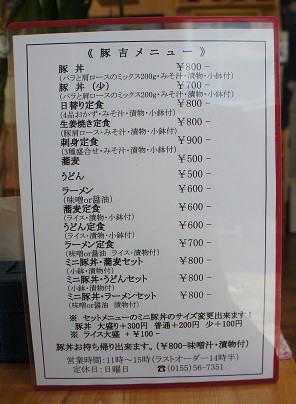 《 豚 吉 メ ニ ュ ー 》
豚 丼 ￥800－
(バラと肩ロースのミックス200g・みそ汁・漬物・小鉢付)
豚 丼 (少) ￥700－
(バラと肩ロースのミックス・みそ汁・漬物・小鉢付)
日替り定食 ￥800－
(4品おかず・みそ汁・漬物・小鉢付)
生姜焼き定食 ￥800－
(豚肩ロース・みそ汁・漬物・小鉢付)
刺身定食 ￥900－
(3種盛合せ・みそ汁・漬物・小鉢付)
蕎麦 ￥500－
うどん ￥500－
ラーメン ￥600－
(味噌or醤油)
蕎麦定食 ￥600－
(ライス・漬物・小鉢付)
うどん定食 ￥600－
(ライス・漬物・小鉢付)
ラーメン定食 ￥700－
(味噌or醤油 ライス・漬物付)
ミニ豚丼・蕎麦セット ￥800－
(小鉢・漬物付)
ミニ豚丼・うどんセット ￥800－
(小鉢・漬物付)
ミニ豚丼・ラーメンセット ￥800－
(味噌or醤油 漬物付)
※ セットメニューのミニ豚丼のサイズ変更出来ます！
豚丼 大盛り＋300円 普通＋200円 少＋100円
※ ライス大盛 ＋￥100－
豚丼お持ち帰り出来ます。(￥800－味噌汁・漬物付)
営業時間：11時～15時(ラストオーダー14時半)
定休日：日曜日 ☎ (0155)56-7351